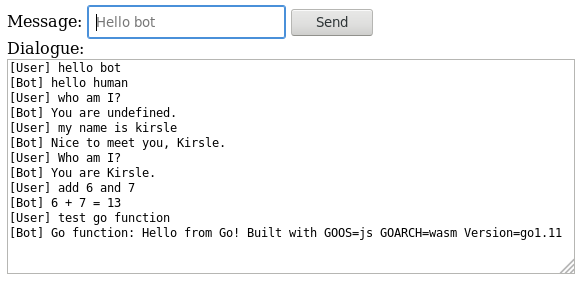 Message: Hello bot Send
Dialogue:
[User] hello bot
[Bot] hello human
[User] who am I?
[Bot] You are undefined.
[User] my name is kirsle
[Bot] Nice to meet you, Kirsle.
[User] Who am I?
[Bot] You are Kirsle.
[User] add 6 and 7
[Bot] 6 + 7 = 13
[User] test go function
[Bot] Go function: Hello from Go! Built with GOOS=js GOARCH=wasm Version=go1.11